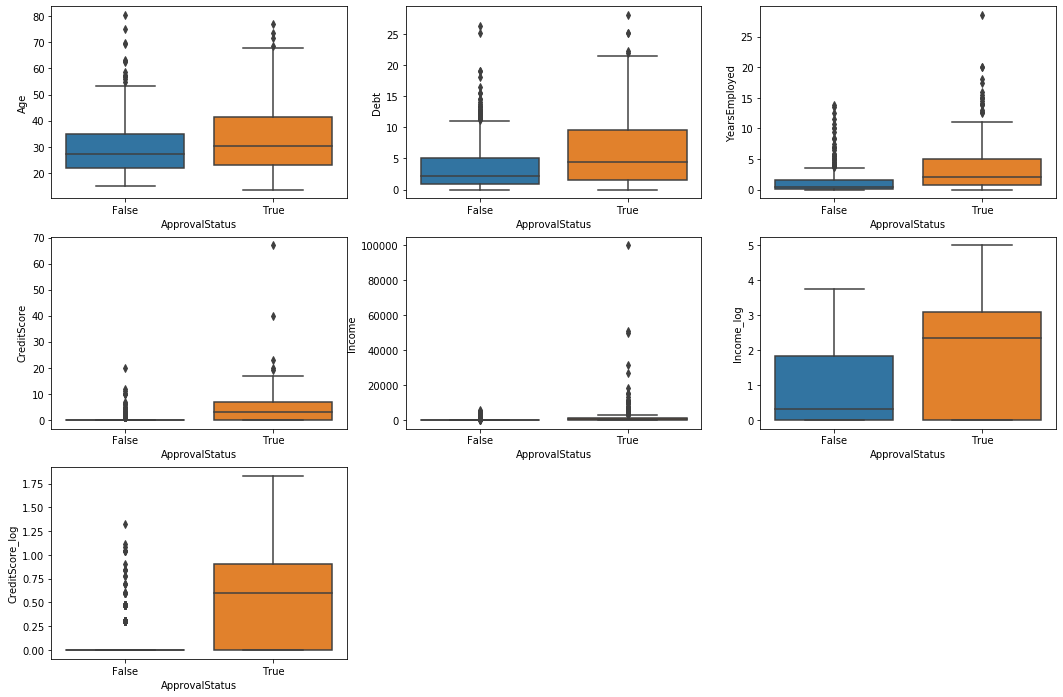 80
70
60
50
40
30
20
Age
False
True
ApprovalStatus
25
20
15
10
5
0
Debt
False
True
ApprovalStatus
25
20
15
10
5
0
YearsEmployed
False
True
ApprovalStatus
70
60
50
40
30
20
10
0
CreditScore
False
True
ApprovalStatus
100000
80000
60000
40000
20000
0
Income
False
True
ApprovalStatus
5
4
3
2
1
0
Income_log
False
True
ApprovalStatus
1.75
1.50
1.25
1.00
0.75
0.50
0.25
0.00
CreditScore_log
False
True
ApprovalStatus